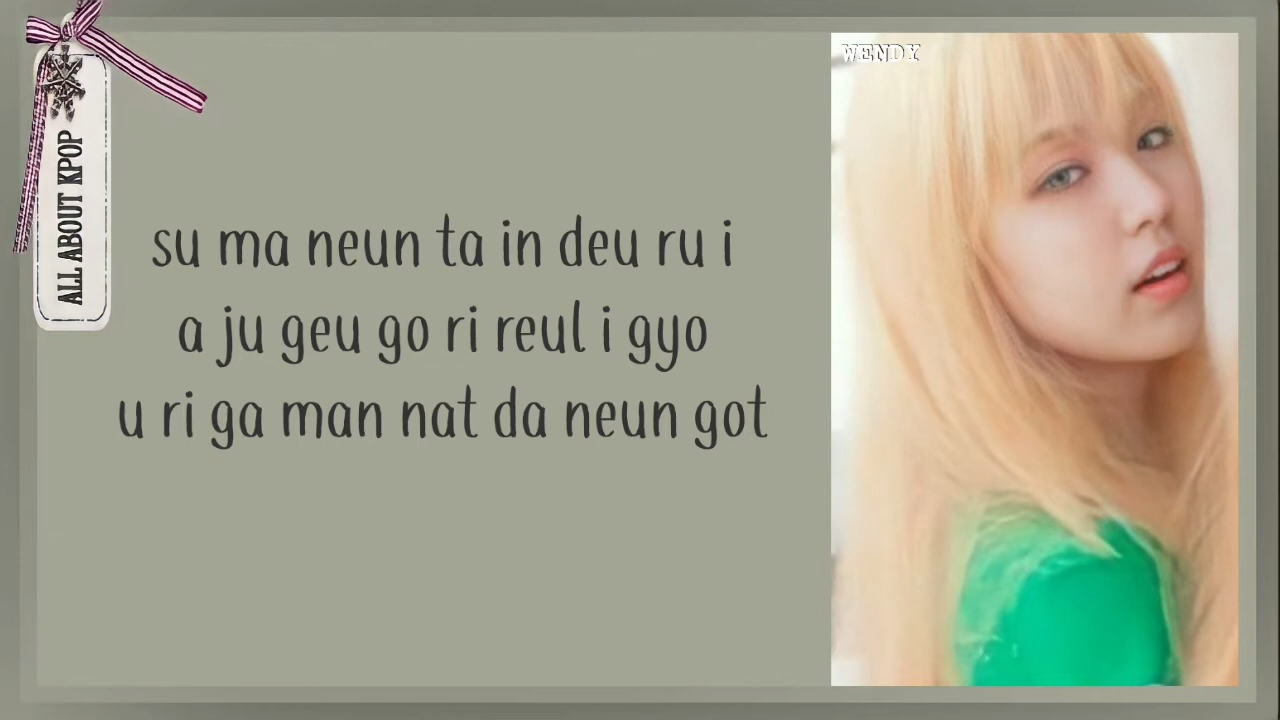 ALL ABOUT KPOP
WENDY
su ma neun ta in deu ru i
a ju geu go ri reul i gyo
u ri ga man nat da neun got